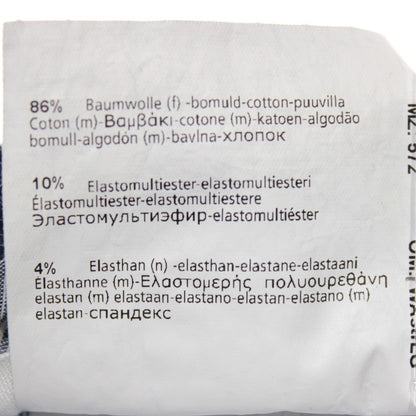 86% Baumwolle (f) -bomuld-cotton-puuvilla
Coton (m)-Βαμβάκι-cotone (m)-katoen-algodão
bomull-algodón (m)-bavlna-хлопок
10% Elastomultiester-elastomultiesteri
Élastomultiester-elastomultiestere
Эластомультиэфир-elastomultiéster
4% Elasthan (n) -elasthan-elastane-elastaani
Élasthanne (m)-Ελαστομερής πολυουρεθάνη
elastan (m) elastaan-elastano-elastan-elastano (m)
elastan-спандекс